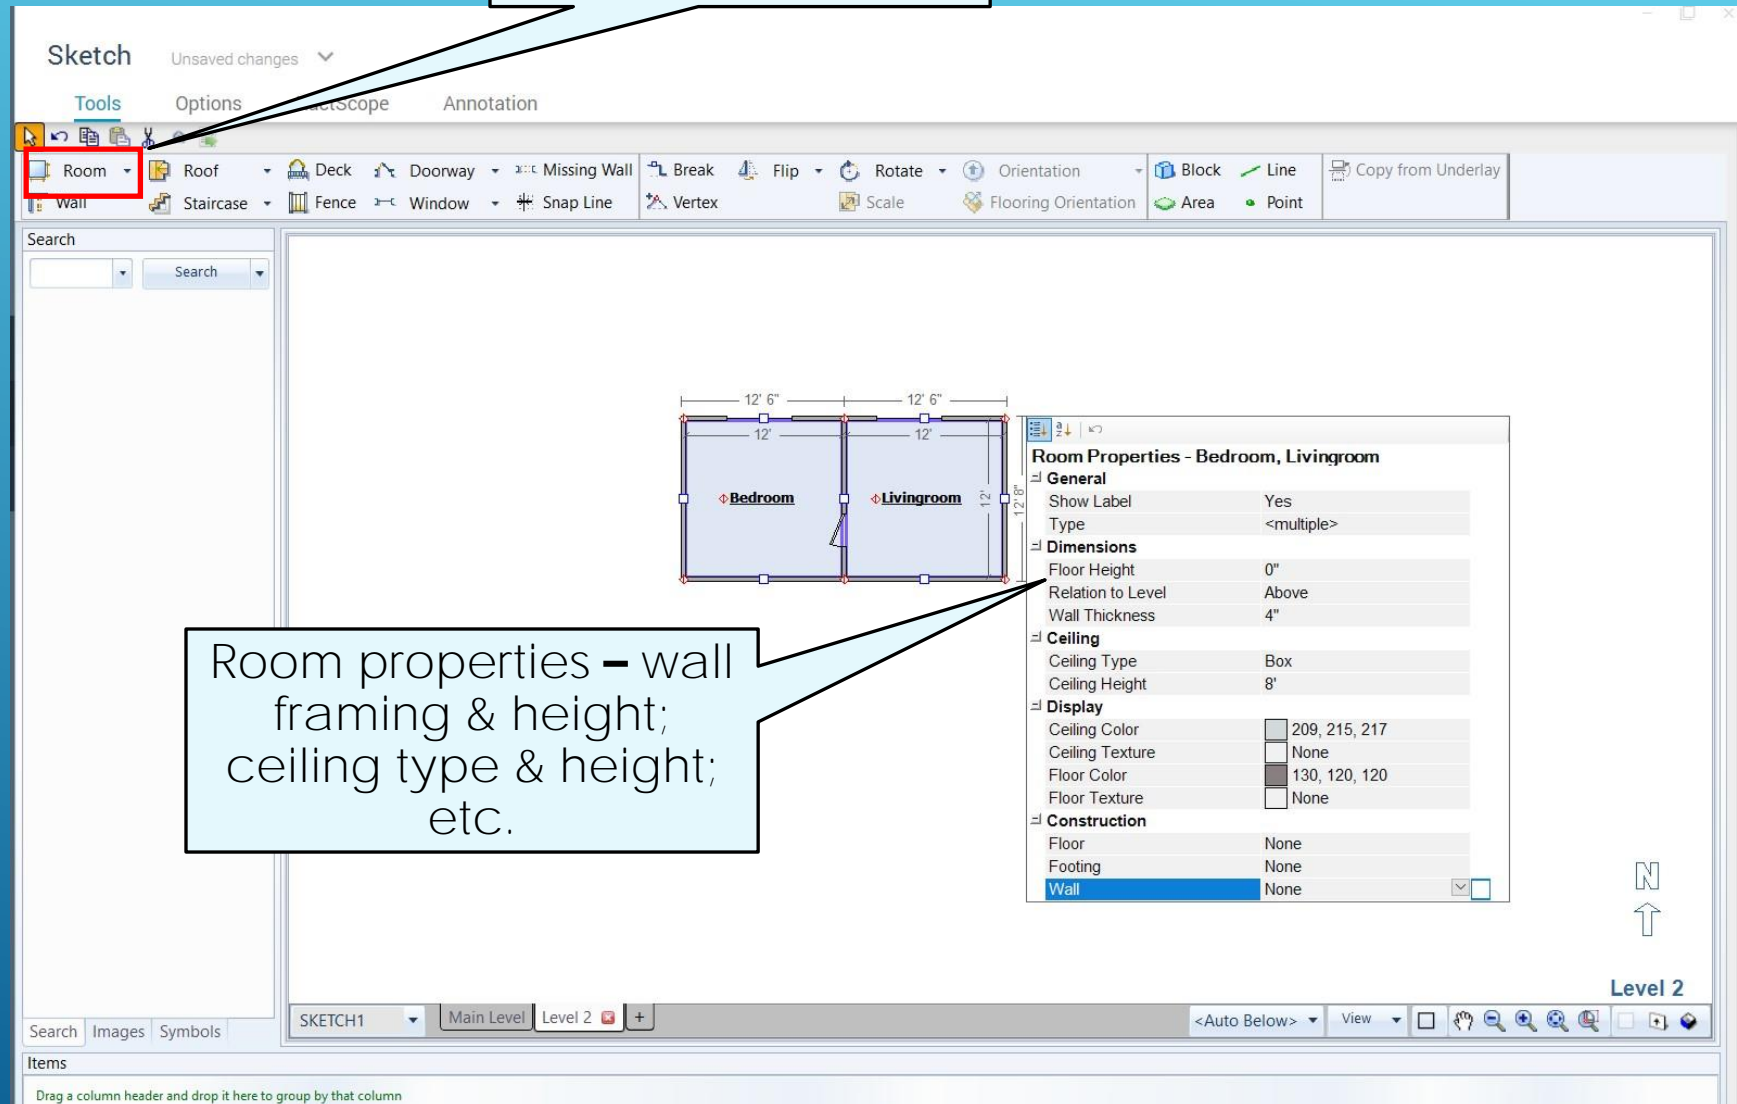 Sketch Unsaved changes
Tools Options Annotation
Room Roof Deck Doorway Missing Wall Break Flip Rotate Orientation Block Line Copy from Underlay
Wall Staircase Fence Window Snap Line Vertex Scale Flooring Orientation Area Point
Search
Search
12' 6" 12' 6"
12' 12'
Bedroom Livingroom 12' 12' 8"
Room Properties - Bedroom, Livingroom
General
Show Label Yes
Type <multiple>
Dimensions
Floor Height 0"
Relation to Level Above
Wall Thickness 4"
Ceiling
Ceiling Type Box
Ceiling Height 8'
Display
Ceiling Color 209, 215, 217
Ceiling Texture None
Floor Color 130, 120, 120
Floor Texture None
Construction
Floor None
Footing None
Wall None
Room properties – wall
framing & height;
ceiling type & height;
etc.
N
Level 2
SKETCH1 Main Level Level 2 + <Auto Below> View
Search Images Symbols
Items
Drag a column header and drop it here to group by that column